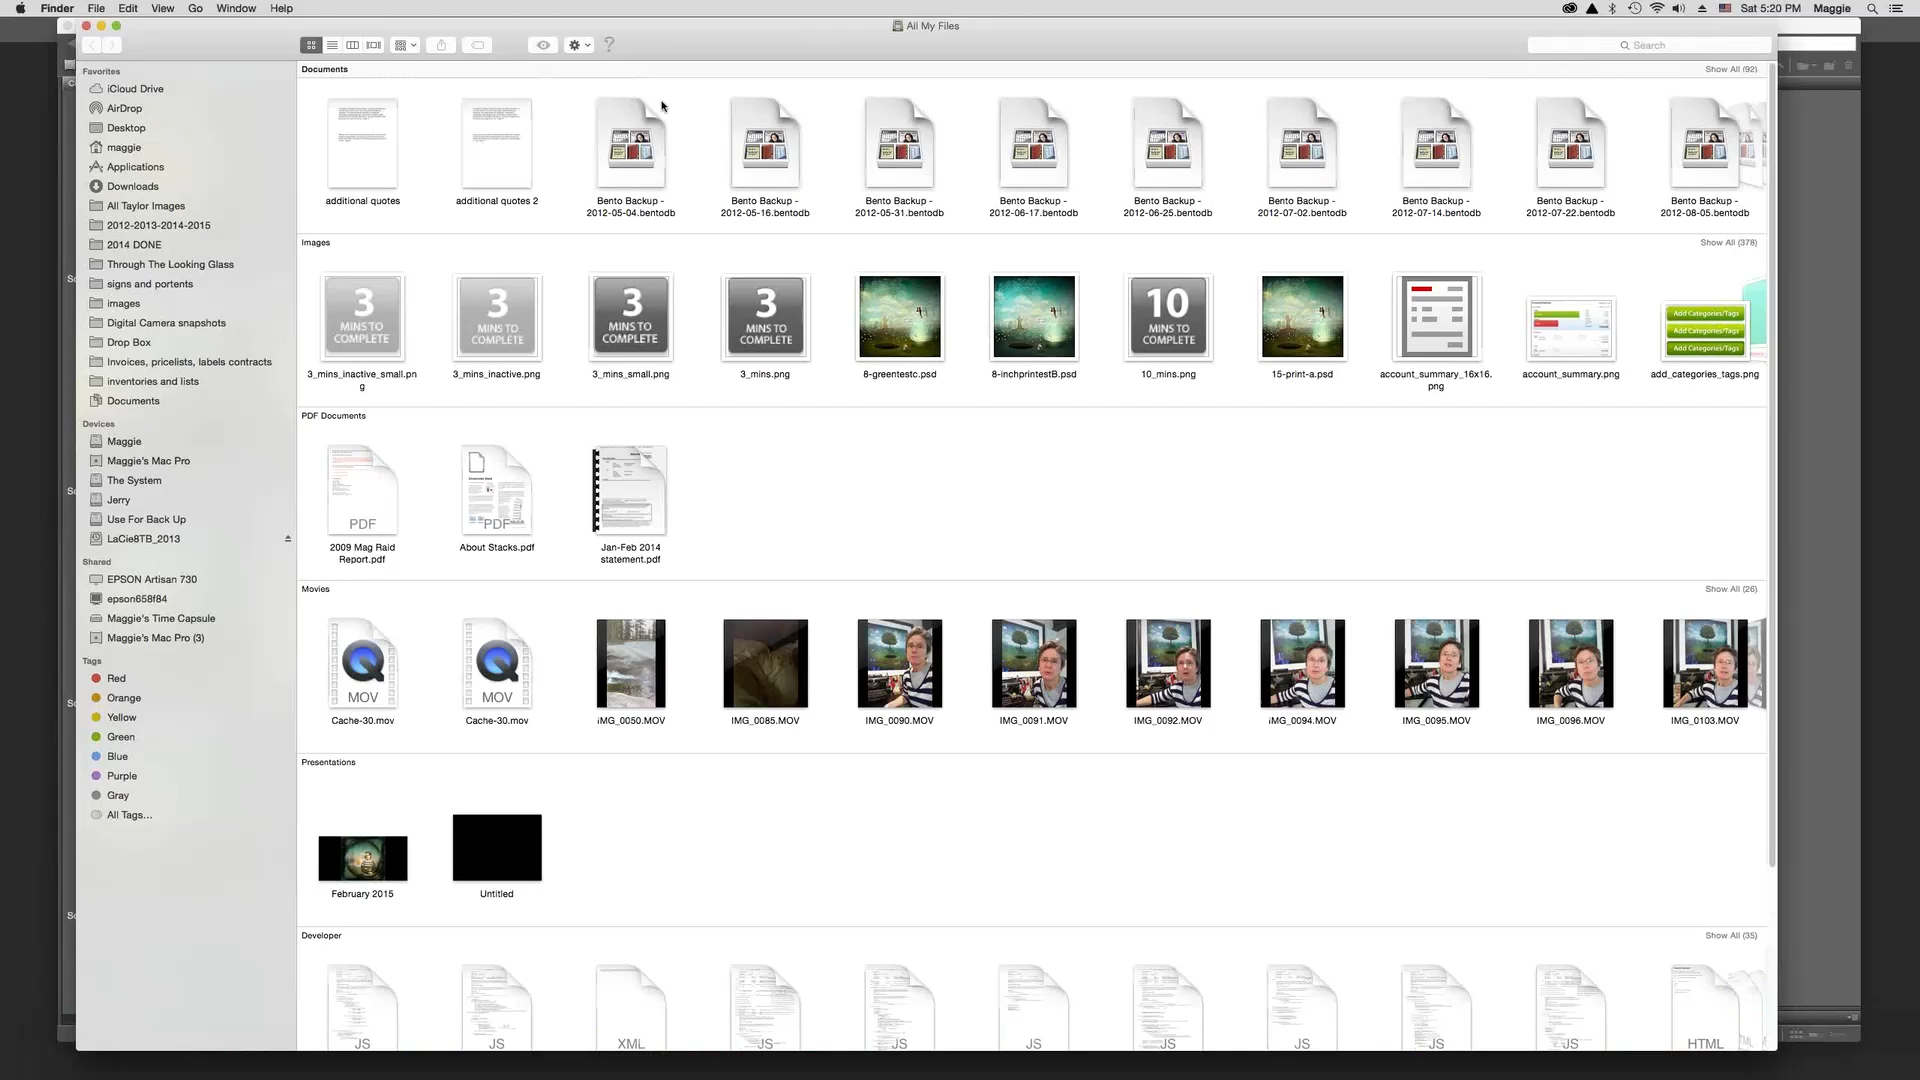 Finder File Edit View Go Window Help
Sat 5:20 PM Maggie
All My Files
Search
Favorites
iCloud Drive
AirDrop
Desktop
maggie
Applications
Downloads
All Taylor Images
2012-2013-2014-2015
2014 DONE
Through The Looking Glass
signs and portents
images
Digital Camera snapshots
Drop Box
Invoices, pricelists, labels contracts
inventories and lists
Documents
Devices
Maggie
Maggie's Mac Pro
The System
Jerry
Use For Back Up
LaCie8TB_2013
Shared
EPSON Artisan 730
epson658f84
Maggie's Time Capsule
Maggie's Mac Pro (3)
Tags
Red
Orange
Yellow
Green
Blue
Purple
Gray
All Tags...
Documents Show All (92)
additional quotes
additional quotes 2
Bento Backup -
2012-05-04.bentodb
Bento Backup -
2012-05-16.bentodb
Bento Backup -
2012-05-31.bentodb
Bento Backup -
2012-06-17.bentodb
Bento Backup -
2012-06-25.bentodb
Bento Backup -
2012-07-02.bentodb
Bento Backup -
2012-07-14.bentodb
Bento Backup -
2012-07-22.bentodb
Bento Backup -
2012-08-05.bentodb
Images Show All (378)
3
MINS TO
COMPLETE
3
MINS TO
COMPLETE
3
MINS TO
COMPLETE
3
MINS TO
COMPLETE
10
MINS TO
COMPLETE
Add Categories/Tags
Add Categories/Tags
Add Categories/Tags
3_mins_inactive_small.pn
g
3_mins_inactive.png
3_mins_small.png
3_mins.png
8-greentestc.psd
8-inchprintestB.psd
10_mins.png
15-print-a.psd
account_summary_16x16.
png
account_summary.png
add_categories_tags.png
PDF Documents
PDF
PDF
2009 Mag Raid
Report.pdf
About Stacks.pdf
Jan-Feb 2014
statement.pdf
Movies Show All (26)
MOV
MOV
Cache-30.mov
Cache-30.mov
IMG_0050.MOV
IMG_0085.MOV
IMG_0090.MOV
IMG_0091.MOV
IMG_0092.MOV
IMG_0094.MOV
IMG_0095.MOV
IMG_0096.MOV
IMG_0103.MOV
Presentations
February 2015
Untitled
Developer Show All (35)
JS
JS
XML
JS
JS
JS
JS
JS
JS
JS
HTML